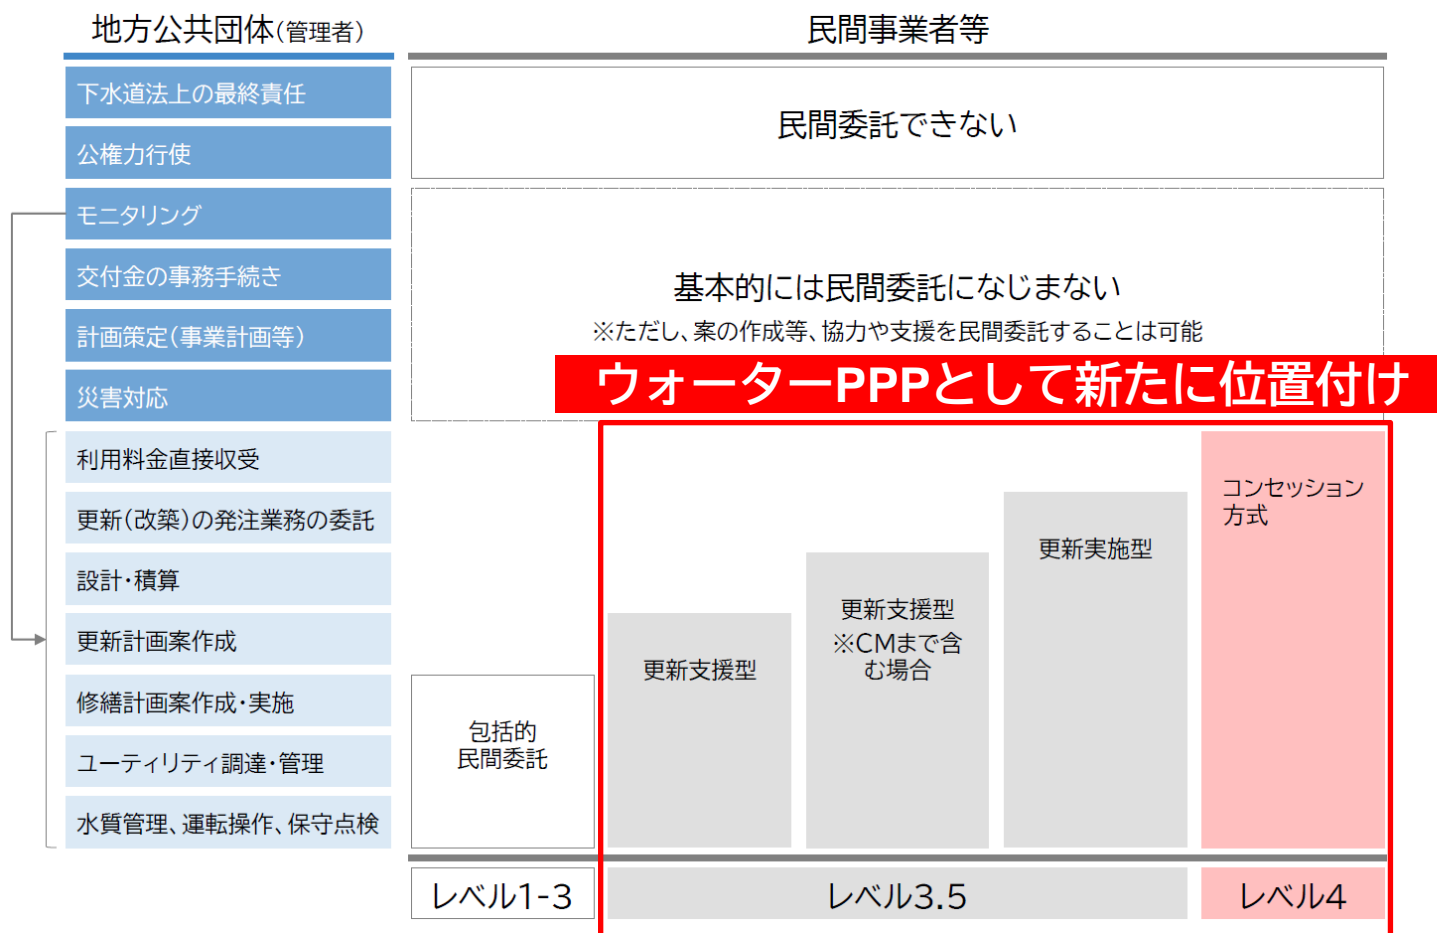 地方公共団体(管理者)
民間事業者等
下水道法上の最終責任
公権力行使
モニタリング
交付金の事務手続き
計画策定(事業計画等)
災害対応
利用料金直接収受
更新(改築)の発注業務の委託
設計・積算
更新計画案作成
修繕計画案作成・実施
ユーティリティ調達・管理
水質管理、運転操作、保守点検
民間委託できない
基本的には民間委託になじまない
※ただし、案の作成等、協力や支援を民間委託することは可能
ウォーターPPPとして新たに位置付け
包括的
民間委託
更新支援型
更新支援型
※CMまで含
む場合
更新実施型
コンセッション
方式
レベル1-3
レベル3.5
レベル4